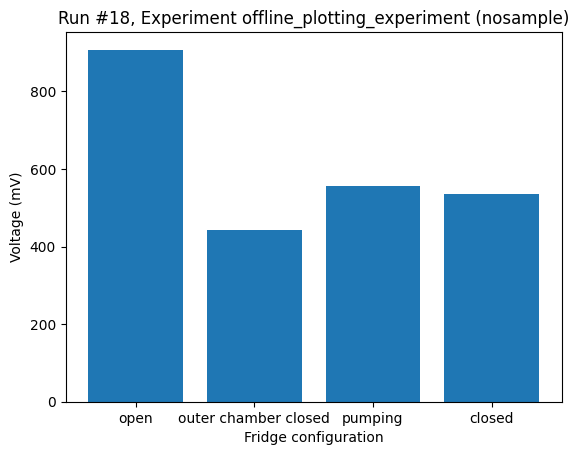 Run #18, Experiment offline_plotting_experiment (nosample)
800
600
400
200
0
Voltage (mV)
open
outer chamber closed
pumping
closed
Fridge configuration